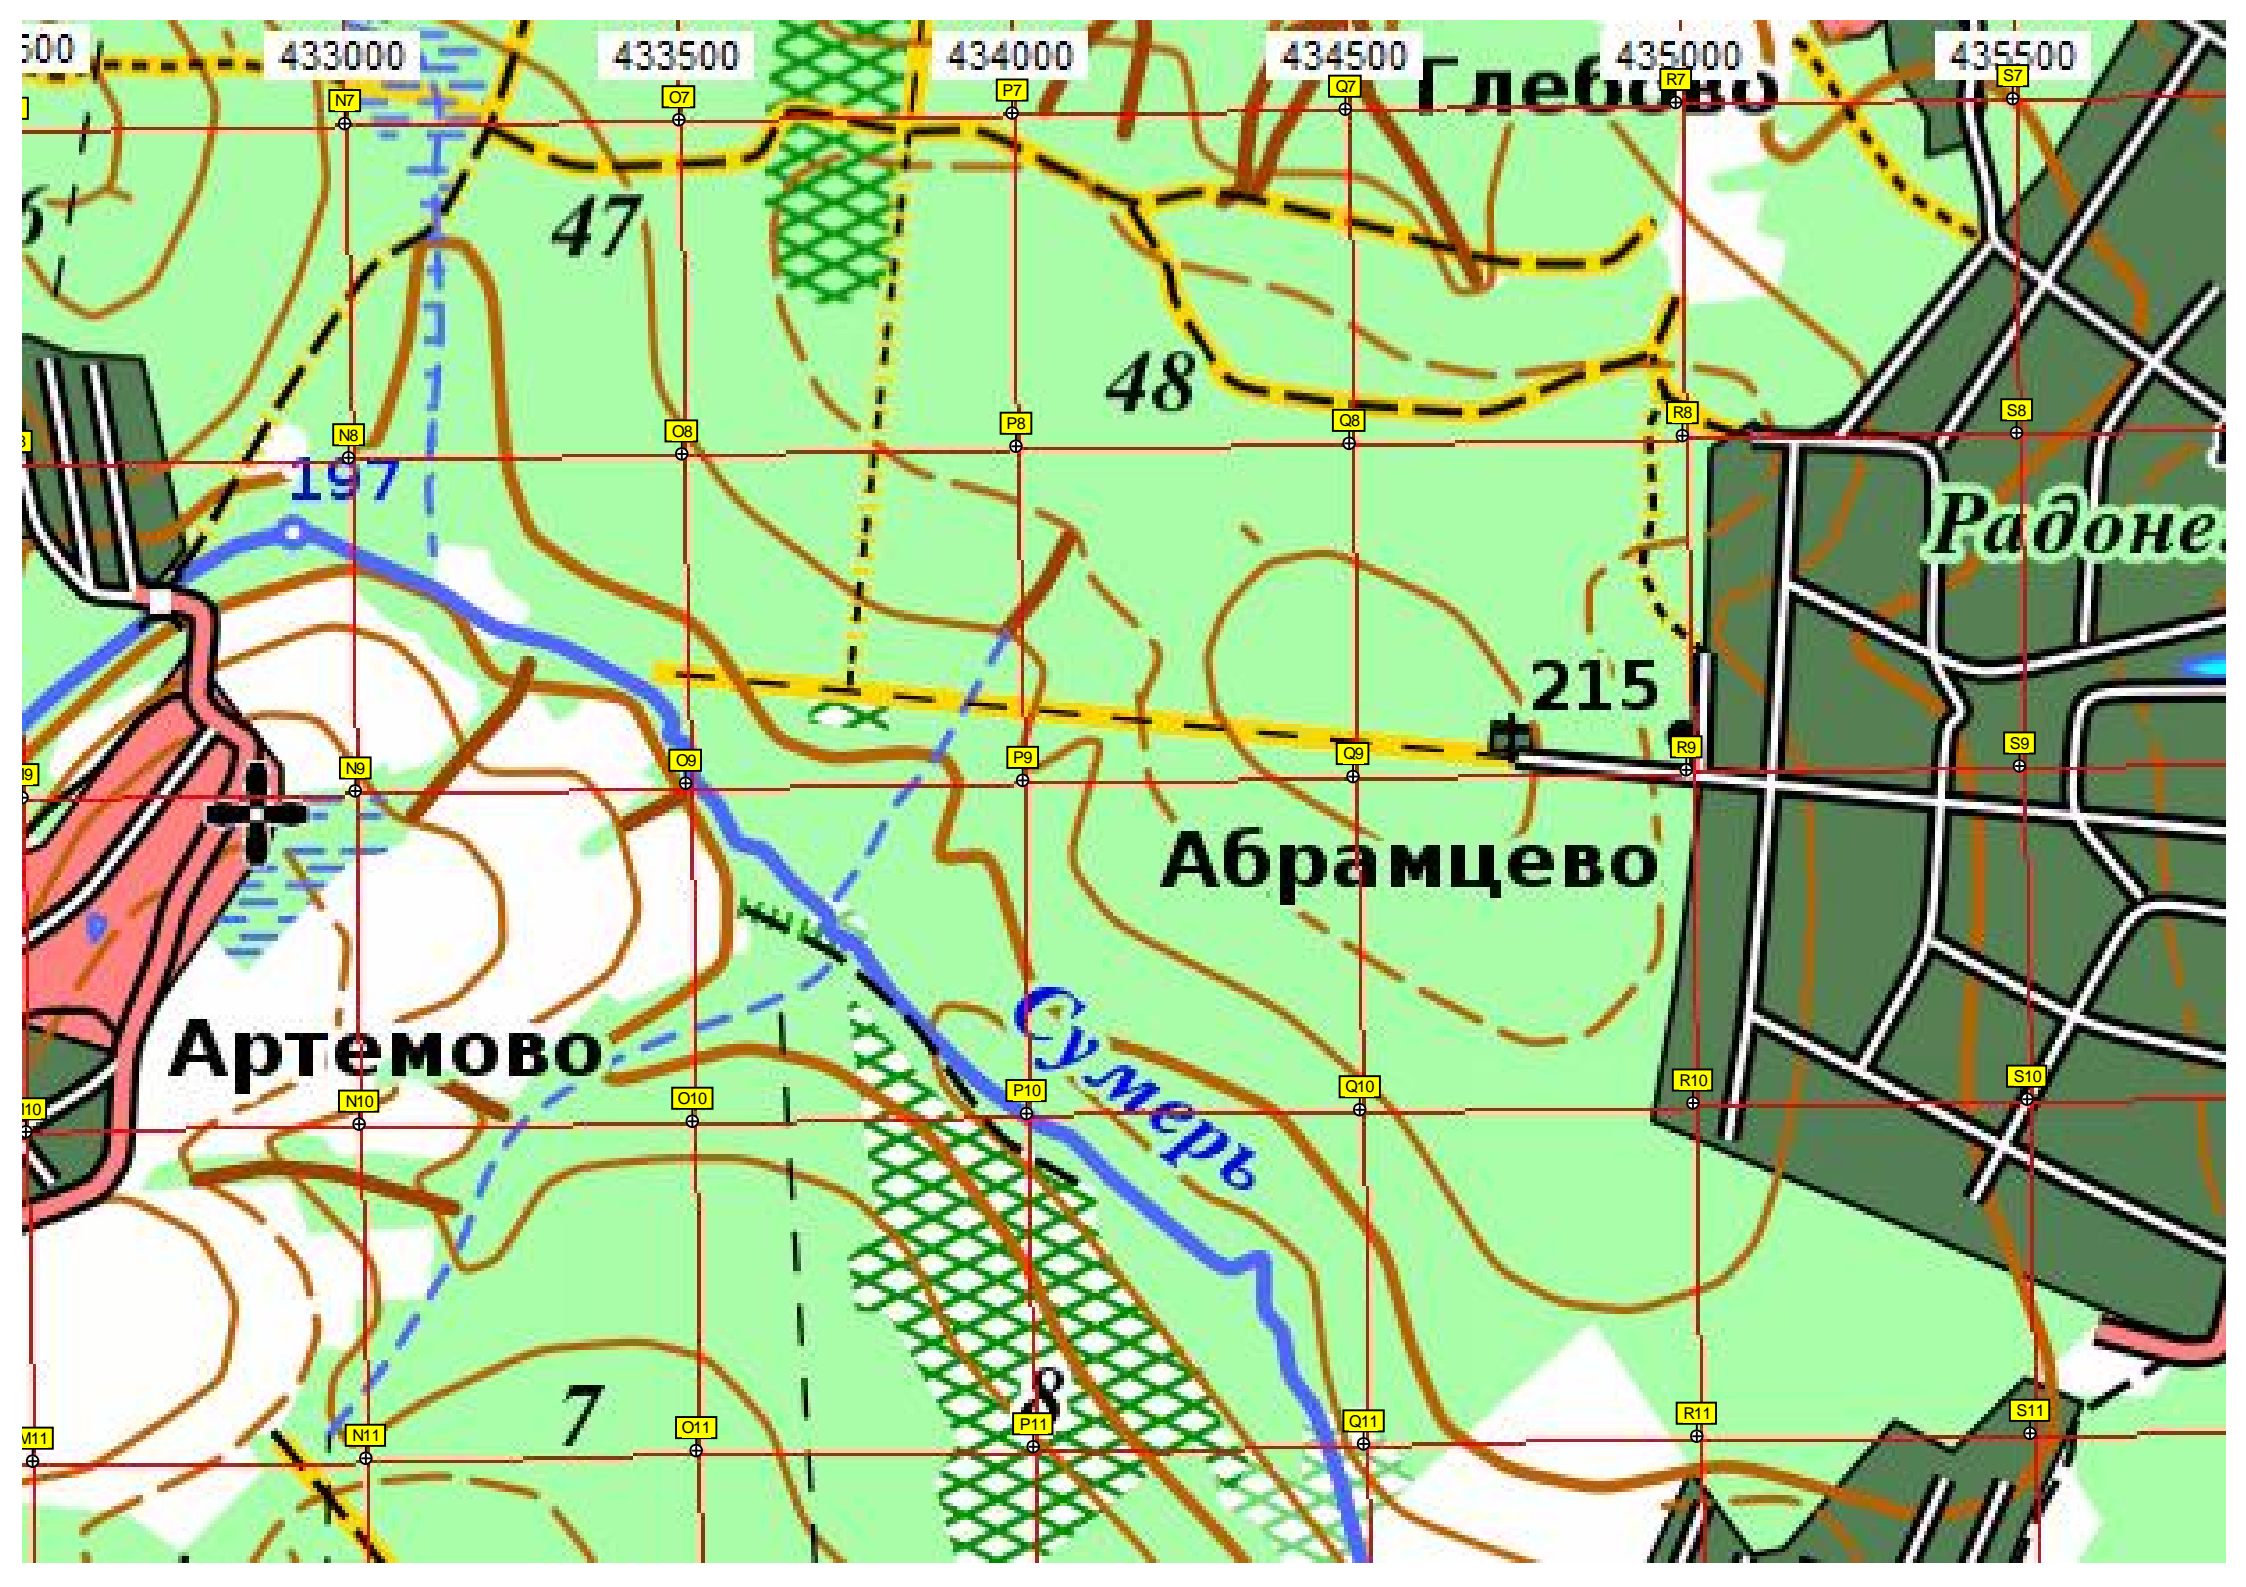 433000 433500 434000 434500 435000 435500
Глебово
N7 O7 P7 Q7 R7 S7
47
48
N8 O8 P8 Q8 R8 S8
197
Радоне
215
N9 O9 P9 Q9 R9 S9
Абрамцево
Артемово
Сумерь
N10 O10 P10 Q10 R10 S10
7
8
M11 N11 O11 P11 Q11 R11 S11